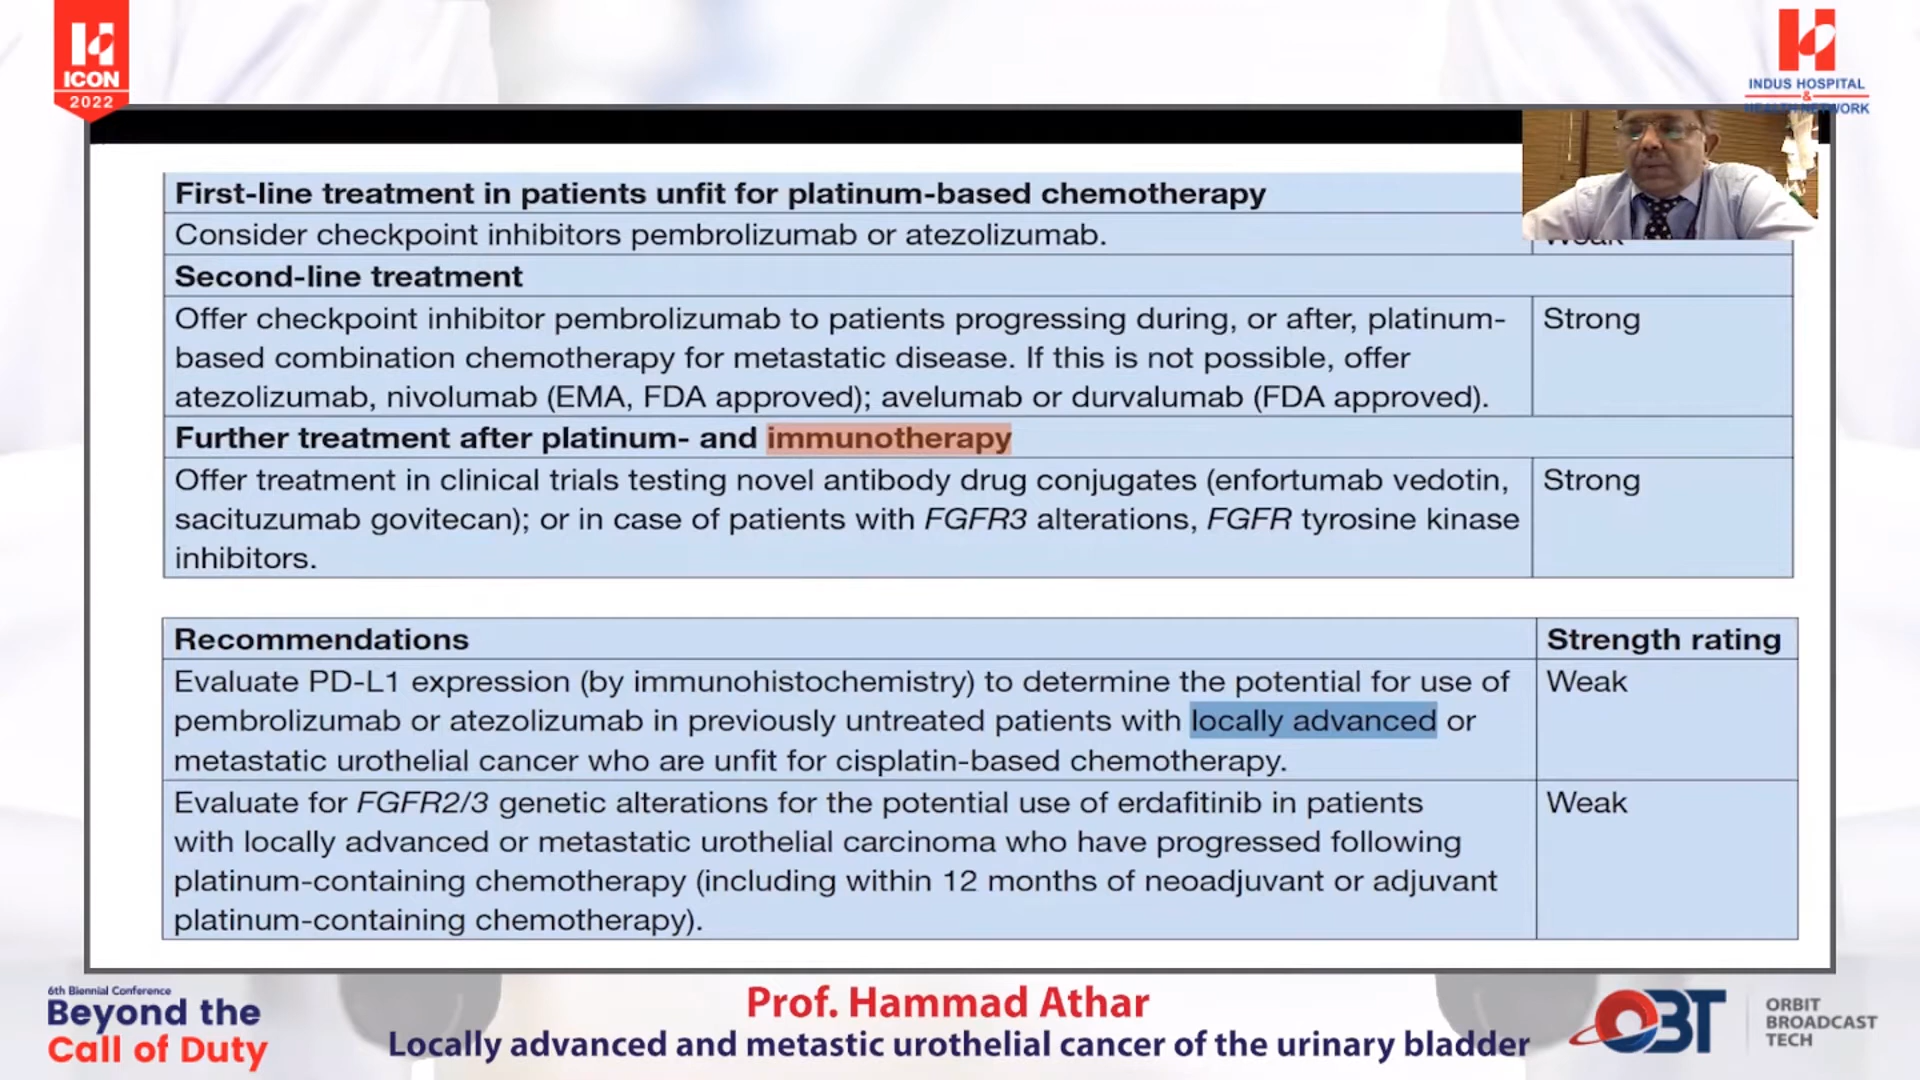 ICON
2022
INDUS HOSPITAL
&
HEALTH NETWORK
First-line treatment in patients unfit for platinum-based chemotherapy
Consider checkpoint inhibitors pembrolizumab or atezolizumab.
Weak
Second-line treatment
Offer checkpoint inhibitor pembrolizumab to patients progressing during, or after, platinum-
based combination chemotherapy for metastatic disease. If this is not possible, offer
atezolizumab, nivolumab (EMA, FDA approved); avelumab or durvalumab (FDA approved).
Strong
Further treatment after platinum- and immunotherapy
Offer treatment in clinical trials testing novel antibody drug conjugates (enfortumab vedotin,
sacituzumab govitecan); or in case of patients with FGFR3 alterations, FGFR tyrosine kinase
inhibitors.
Strong
Recommendations
Strength rating
Evaluate PD-L1 expression (by immunohistochemistry) to determine the potential for use of
pembrolizumab or atezolizumab in previously untreated patients with locally advanced or
metastatic urothelial cancer who are unfit for cisplatin-based chemotherapy.
Weak
Evaluate for FGFR2/3 genetic alterations for the potential use of erdafitinib in patients
with locally advanced or metastatic urothelial carcinoma who have progressed following
platinum-containing chemotherapy (including within 12 months of neoadjuvant or adjuvant
platinum-containing chemotherapy).
Weak
6th Biennial Conference
Beyond the
Call of Duty
Prof. Hammad Athar
Locally advanced and metastic urothelial cancer of the urinary bladder
OBT
ORBIT
BROADCAST
TECH